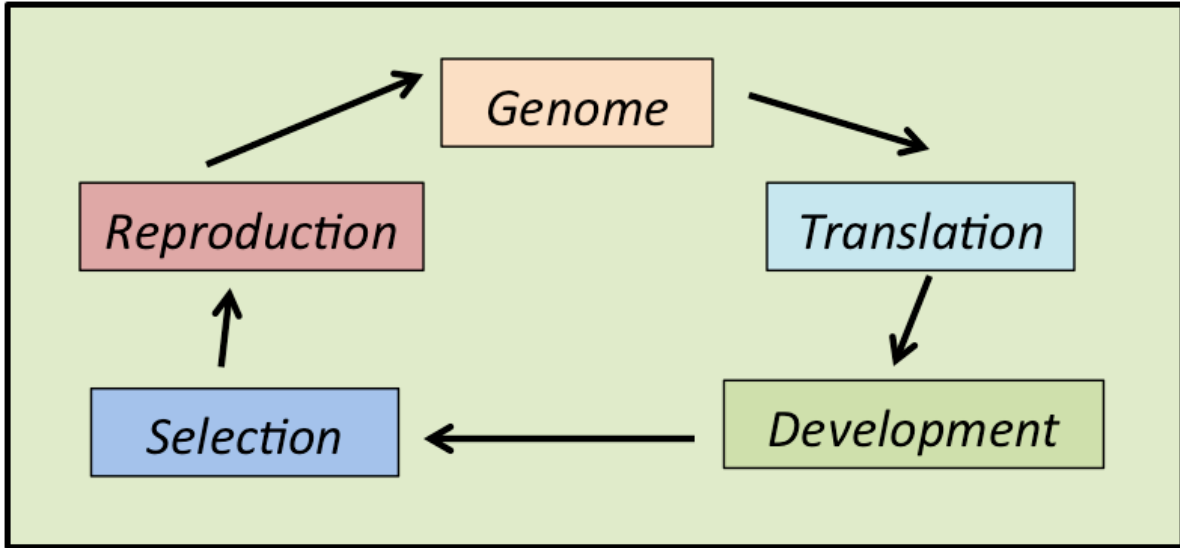 Genome
Reproduction
Translation
Selection
Development